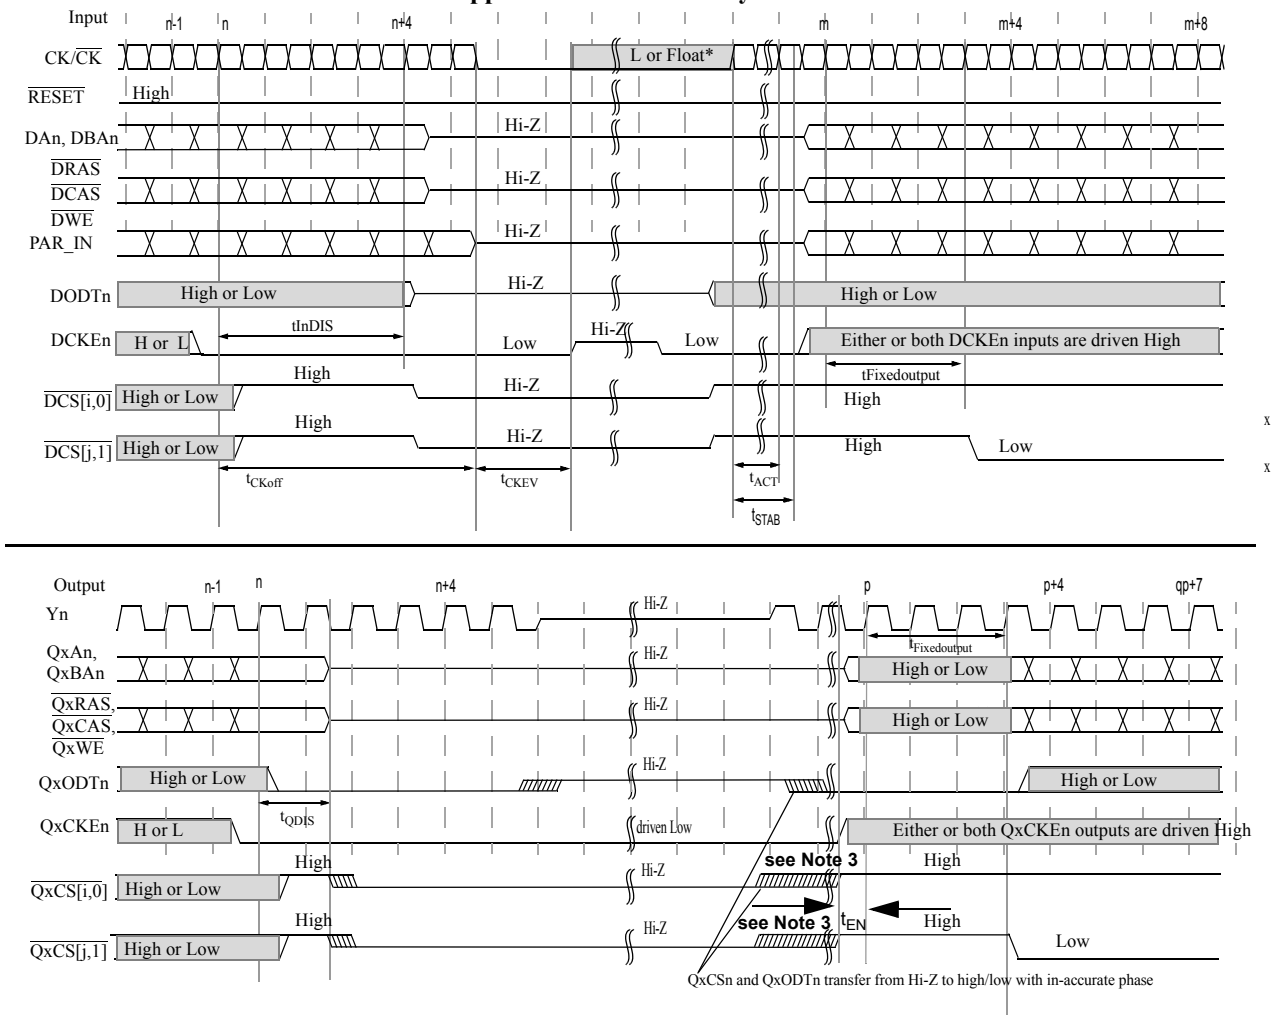 Input n-1 n n+4 m m+4 m+8
CK/CK L or Float*
RESET High
DAn, DBAn Hi-Z
DRAS
DCAS Hi-Z
DWE
PAR_IN Hi-Z
DODTn High or Low Hi-Z High or Low
tInDIS
DCKEn H or L Low Hi-Z Low Either or both DCKEn inputs are driven High
tFixedoutput
DCS[i,0] High or Low High Hi-Z High
x
DCS[j,1] High or Low High Hi-Z High Low
x
tCKoff tCKEV tACT
tSTAB
Output n-1 n n+4 p p+4 qp+7
Yn Hi-Z
tFixedoutput
QxAn,
QxBAn Hi-Z High or Low
QxRAS,
QxCAS, Hi-Z High or Low
QxWE
QxODTn High or Low Hi-Z High or Low
tQDIS
QxCKEn H or L driven Low Either or both QxCKEn outputs are driven High
see Note 3
QxCS[i,0] High or Low High Hi-Z High
see Note 3 tEN
QxCS[j,1] High or Low High Hi-Z High Low
QxCSn and QxODTn transfer from Hi-Z to high/low with in-accurate phase